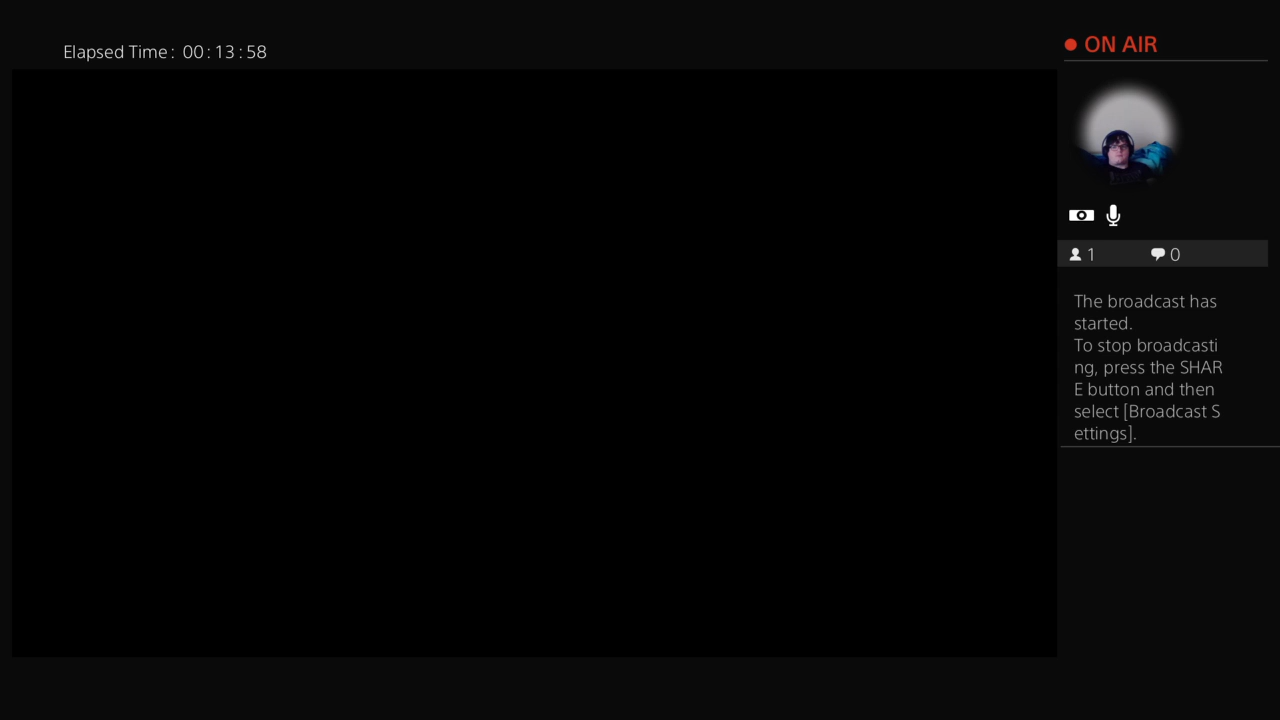 Elapsed Time: 00:13:58
ON AIR
1 0
The broadcast has
started.
To stop broadcasti
ng, press the SHAR
E button and then
select [Broadcast S
ettings].